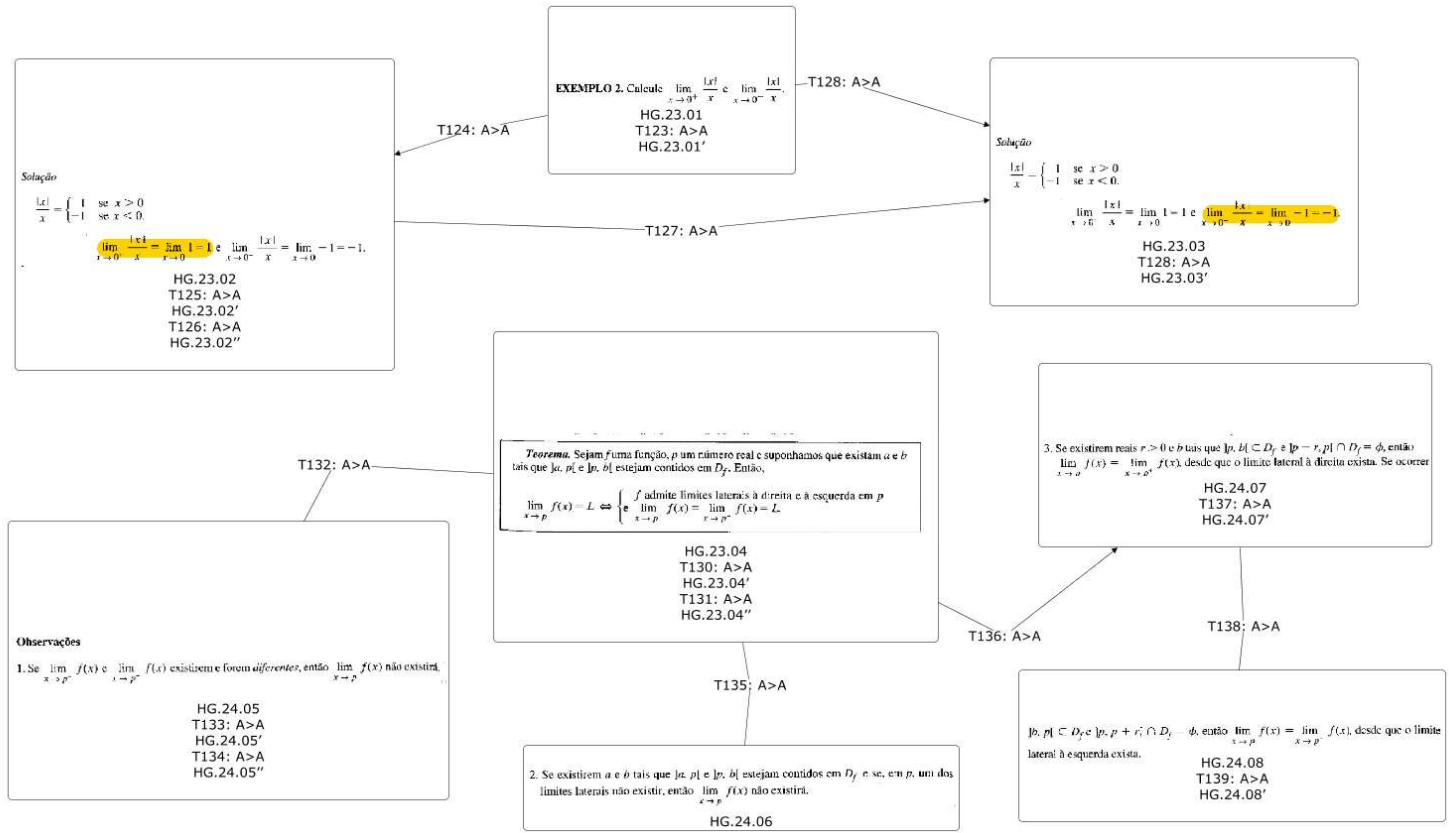 EXEMPLO 2. Calcule lim x→0⁺ |x|/x e lim x→0⁻ |x|/x.
HG.23.01
T123: A>A
HG.23.01’
T124: A>A
T128: A>A
Solução
|x|/x = { 1 se x > 0
−1 se x < 0.
lim x→0⁺ |x|/x = lim x→0 1 = 1 e lim x→0⁻ |x|/x = lim x→0 −1 = −1.
HG.23.02
T125: A>A
HG.23.02’
T126: A>A
HG.23.02’’
T127: A>A
Solução
|x|/x = { 1 se x > 0
−1 se x < 0.
lim x→0⁺ |x|/x = lim x→0 1 = 1 e lim x→0⁻ |x|/x = lim x→0 −1 = −1.
HG.23.03
T128: A>A
HG.23.03’
Teorema. Sejam f uma função, p um número real e suponhamos que existam a e b
tais que ]a, p[ e ]p, b[ estejam contidos em D_f. Então,
f admite limites laterais à direita e à esquerda em p
lim x→p f(x) = L ⇔ { e lim x→p f(x) = lim x→p⁻ f(x) = L.
HG.23.04
T130: A>A
HG.23.04’
T131: A>A
HG.23.04’’
T132: A>A
Observações
1. Se lim f(x) e lim f(x) existirem e forem diferentes, então lim x→p f(x) não existirá.
HG.24.05
T133: A>A
HG.24.05’
T134: A>A
HG.24.05’’
T135: A>A
2. Se existirem a e b tais que ]a, p[ e ]p, b[ estejam contidos em D_f e se, em p, um dos
limites laterais não existir, então lim x→p f(x) não existirá.
HG.24.06
T136: A>A
3. Se existirem reais r > 0 e b tais que ]p, b[ ⊂ D_f e ]p − r, p[ ∩ D_f = ϕ, então
lim x→p f(x) = lim x→p⁺ f(x), desde que o limite lateral à direita exista. Se ocorrer
HG.24.07
T137: A>A
HG.24.07’
T138: A>A
]b, p[ ⊂ D_f e ]p, p + r[ ∩ D_f = ϕ, então lim x→p f(x) = lim x→p⁻ f(x), desde que o limite
lateral à esquerda exista.
HG.24.08
T139: A>A
HG.24.08’